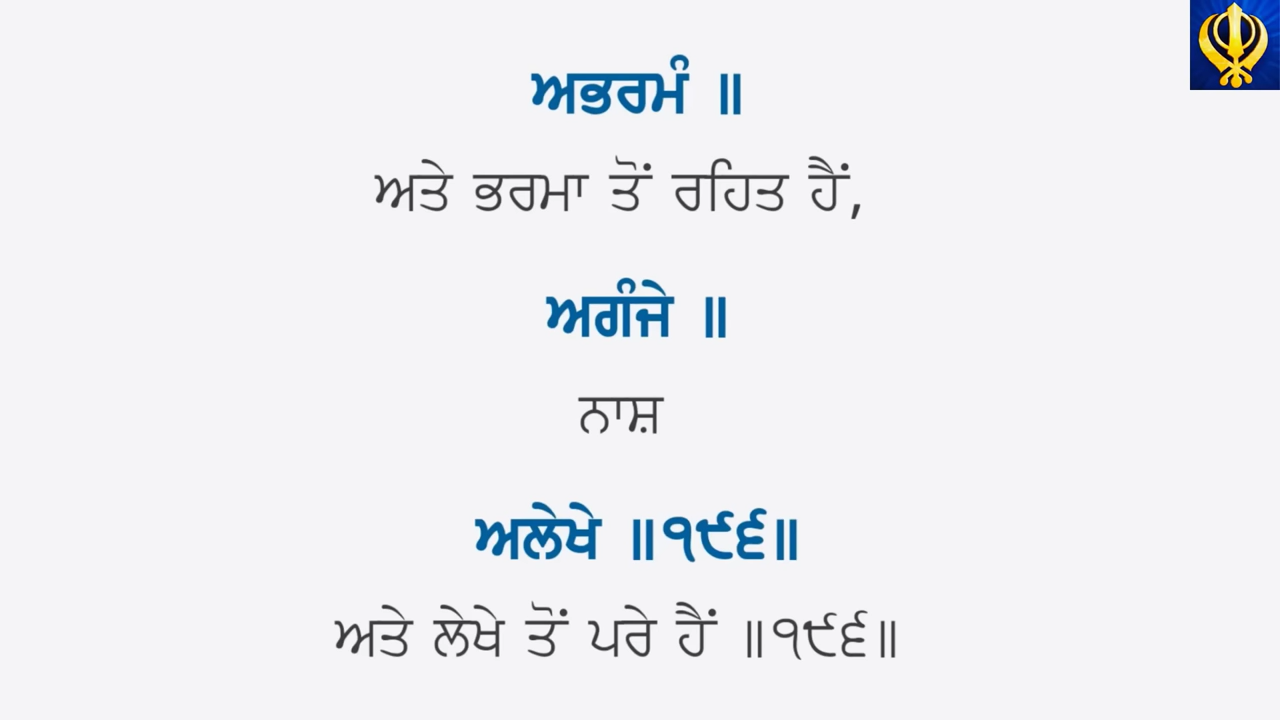 ਅਭਰਮੰ ॥
ਅਤੇ ਭਰਮਾ ਤੋਂ ਰਹਿਤ ਹੈਂ,
ਅਗੰਜੇ ॥
ਨਾਸ਼
ਅਲੇਖੇ ॥੧੯੬॥
ਅਤੇ ਲੇਖੇ ਤੋਂ ਪਰੇ ਹੈਂ ॥੧੯੬॥